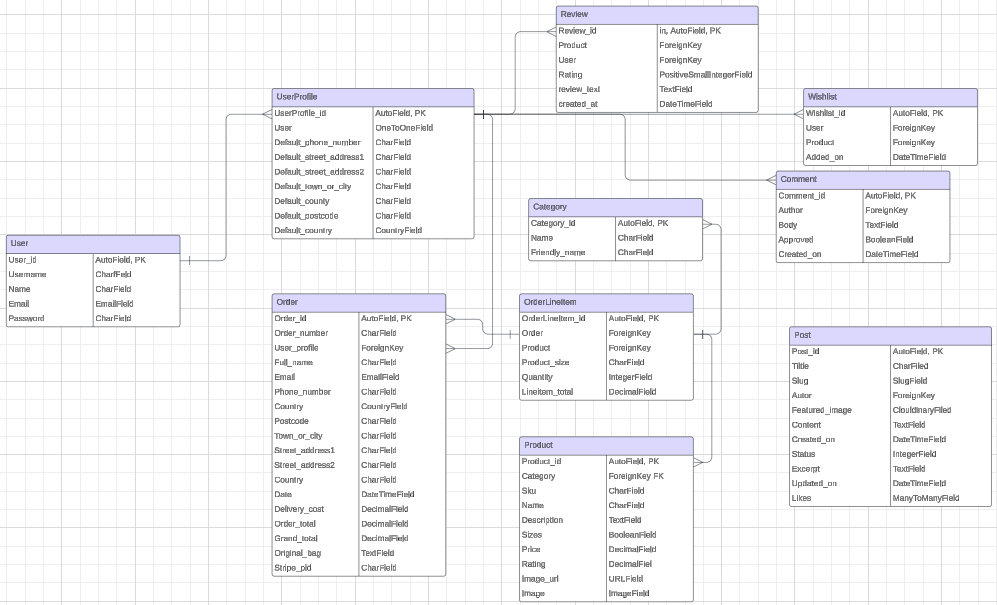 Review
Review_id in, AutoField, PK
Product ForeignKey
User ForeignKey
Rating PositiveSmallIntegerField
review_text TextField
created_at DateTimeField
UserProfile
UserProfile_id AutoField, PK
User OneToOneField
Default_phone_number CharField
Default_street_address1 CharField
Default_street_address2 CharField
Default_town_or_city CharField
Default_county CharField
Default_postcode CharField
Default_country CountryField
Wishlist
Wishlist_id AutoField, PK
User ForeignKey
Product ForeignKey
Added_on DateTimeField
Comment
Comment_id AutoField, PK
Author ForeignKey
Body TextField
Approved BooleanField
Created_on DateTimeField
Category
Category_id AutoField, PK
Name CharField
Friendly_name CharField
User
User_id AutoField, PK
Username CharfField
Name CharField
Email EmailField
Password CharField
Order
Order_id AutoField, PK
Order_number CharField
User_profile ForeignKey
Full_name CharField
Email EmailField
Phone_number CharField
Country CountryField
Postcode CharField
Town_or_city CharField
Street_address1 CharField
Street_address2 CharField
Country CharField
Date DateTimeField
Delivery_cost DecimalField
Order_total DecimalField
Grand_total DecimalField
Original_bag TextField
Stripe_pid CharField
OrderLineItem
OrderLineItem_id AutoField, PK
Order ForeignKey
Product ForeignKey
Product_size CharField
Quantity IntegerField
Lineitem_total DecimalField
Product
Product_id AutoField, PK
Category ForeignKey FK
Sku CharField
Name CharField
Description TextField
Sizes BooleanField
Price DecimalField
Rating DecimalFiel
Image_url URLField
Image ImageField
Post
Post_id AutoField, PK
Tiltle CharFiled
Slug SlugField
Autor ForeignKey
Featured_image ClouldinaryFiled
Content TextField
Created_on DateTimeField
Status IntegerField
Excerpt TextField
Updated_on DateTimeField
Likes ManyToManyField